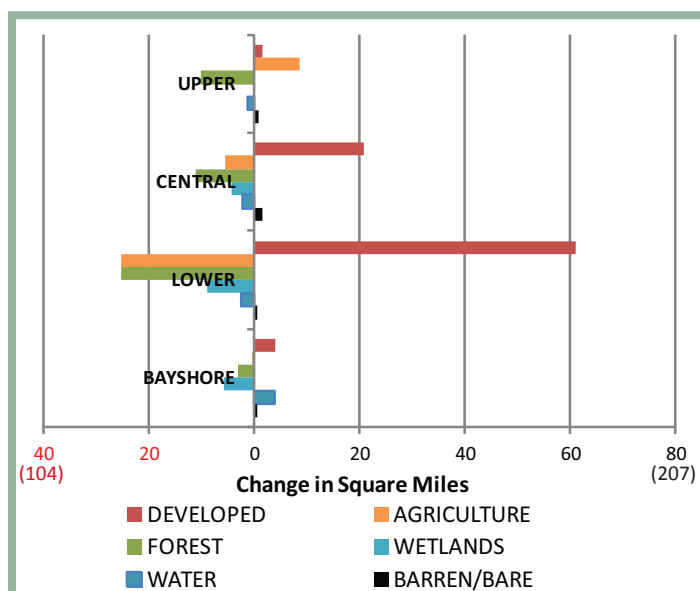 UPPER
CENTRAL
LOWER
BAYSHORE
40 20 0 20 40 60 80
(104) (207)
Change in Square Miles
DEVELOPED AGRICULTURE
FOREST WETLANDS
WATER BARREN/BARE